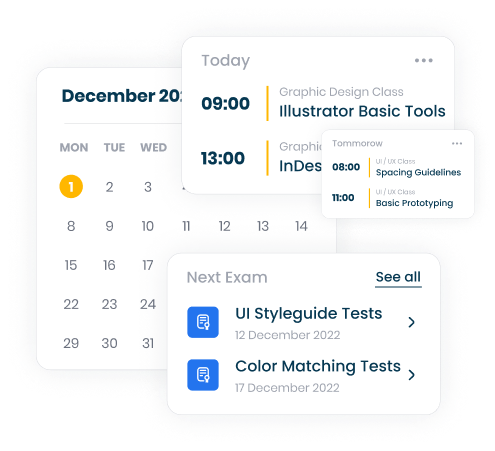 Today
09:00
Graphic Design Class
Illustrator Basic Tools
13:00
Graphic
InDes
Tommorow
08:00
UI / UX Class
Spacing Guidelines
11:00
UI / UX Class
Basic Prototyping
December 202
MON TUE WED
1 2 3
8 9 10 11 12 13 14
15 16 17
22 23 24
29 30 31
Next Exam
See all
UI Styleguide Tests
12 December 2022
Color Matching Tests
17 December 2022